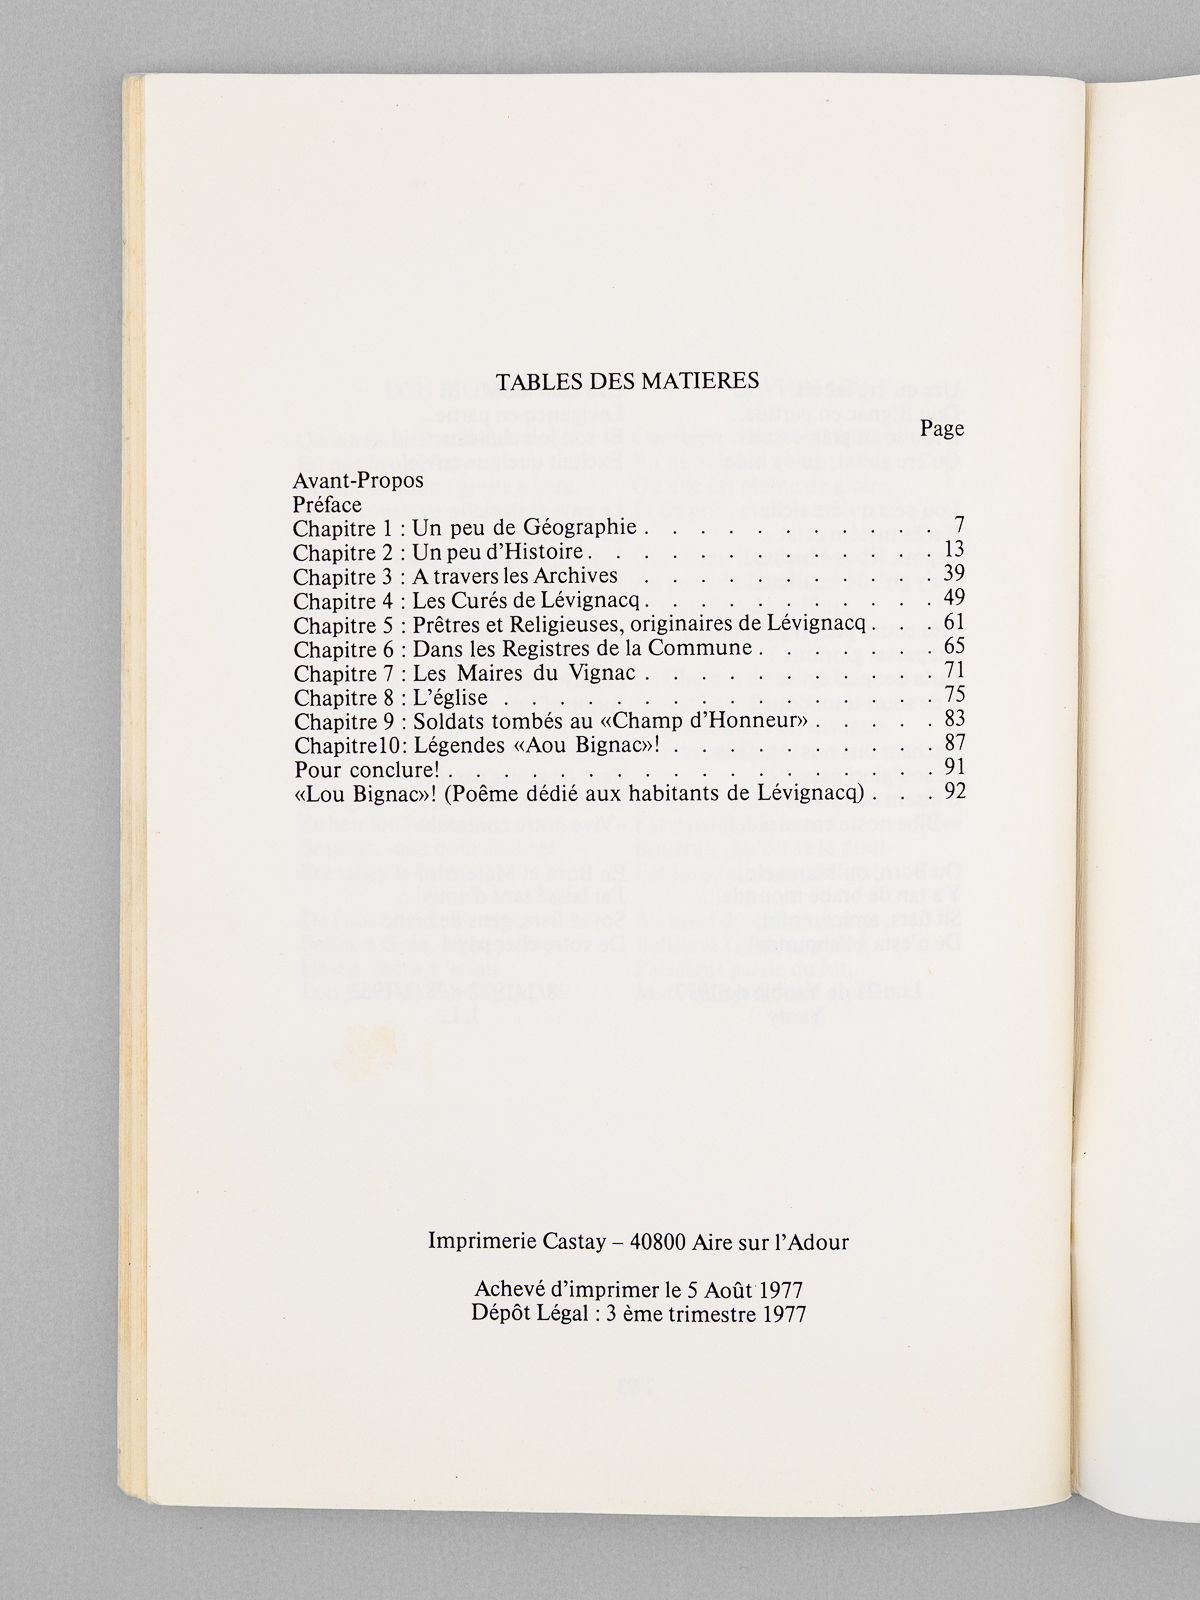 TABLES DES MATIERES
Page
Avant-Propos
Préface
Chapitre 1 : Un peu de Géographie . . . . . . . . . . . 7
Chapitre 2 : Un peu d'Histoire . . . . . . . . . . . . . 13
Chapitre 3 : A travers les Archives . . . . . . . . . . . 39
Chapitre 4 : Les Curés de Lévignacq . . . . . . . . . . . 49
Chapitre 5 : Prêtres et Religieuses, originaires de Lévignacq . . . 61
Chapitre 6 : Dans les Registres de la Commune . . . . . . . 65
Chapitre 7 : Les Maires du Vignac . . . . . . . . . . . 71
Chapitre 8 : L'église . . . . . . . . . . . . . . . . 75
Chapitre 9 : Soldats tombés au «Champ d'Honneur» . . . . . 83
Chapitre10: Légendes «Aou Bignac»! . . . . . . . . . . 87
Pour conclure! . . . . . . . . . . . . . . . . . . 91
«Lou Bignac»! (Poême dédié aux habitants de Lévignacq) . . . 92
Imprimerie Castay – 40800 Aire sur l'Adour
Achevé d'imprimer le 5 Août 1977
Dépôt Légal : 3 ème trimestre 1977